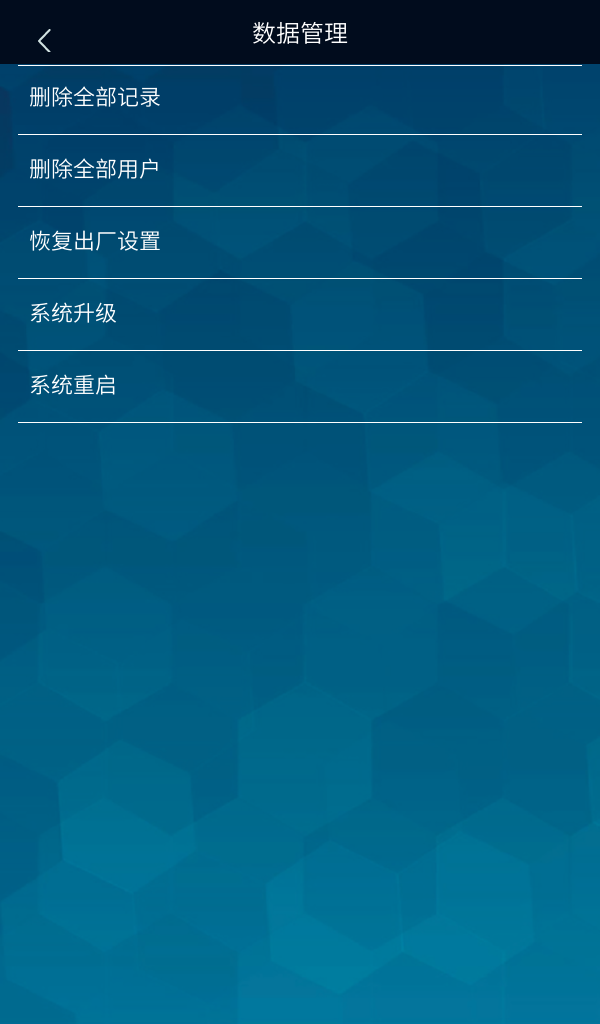 数据管理
删除全部记录
删除全部用户
恢复出厂设置
系统升级
系统重启